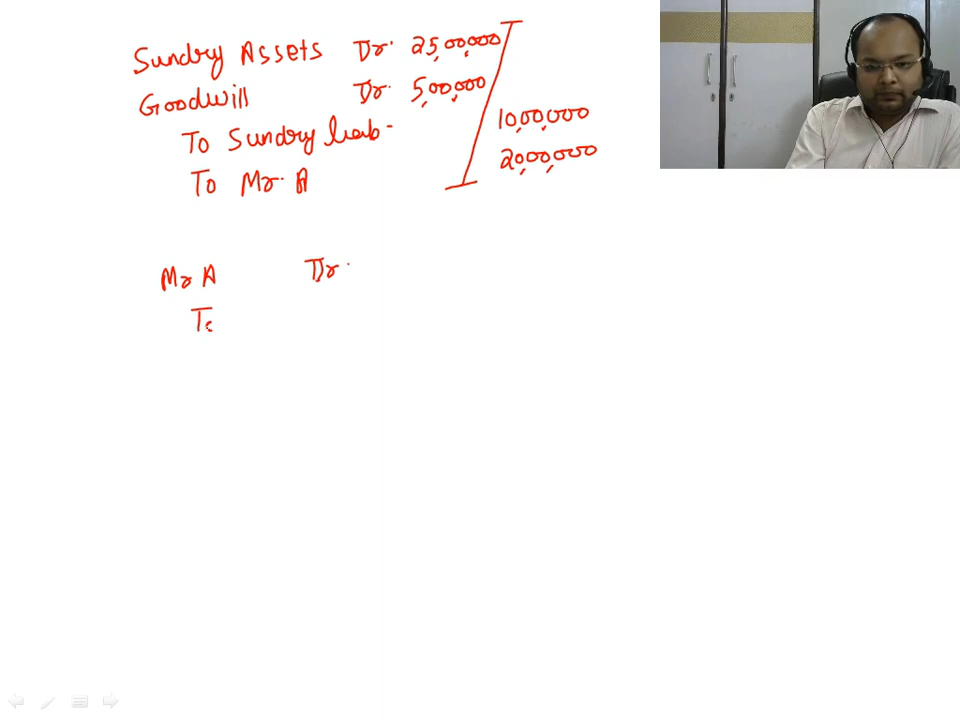 Sundry Assets Dr. 25,00,000
Goodwill Dr. 5,00,000
To Sundry Liab- 10,00,000
To Mr. A 20,00,000
Mr A Dr.
To